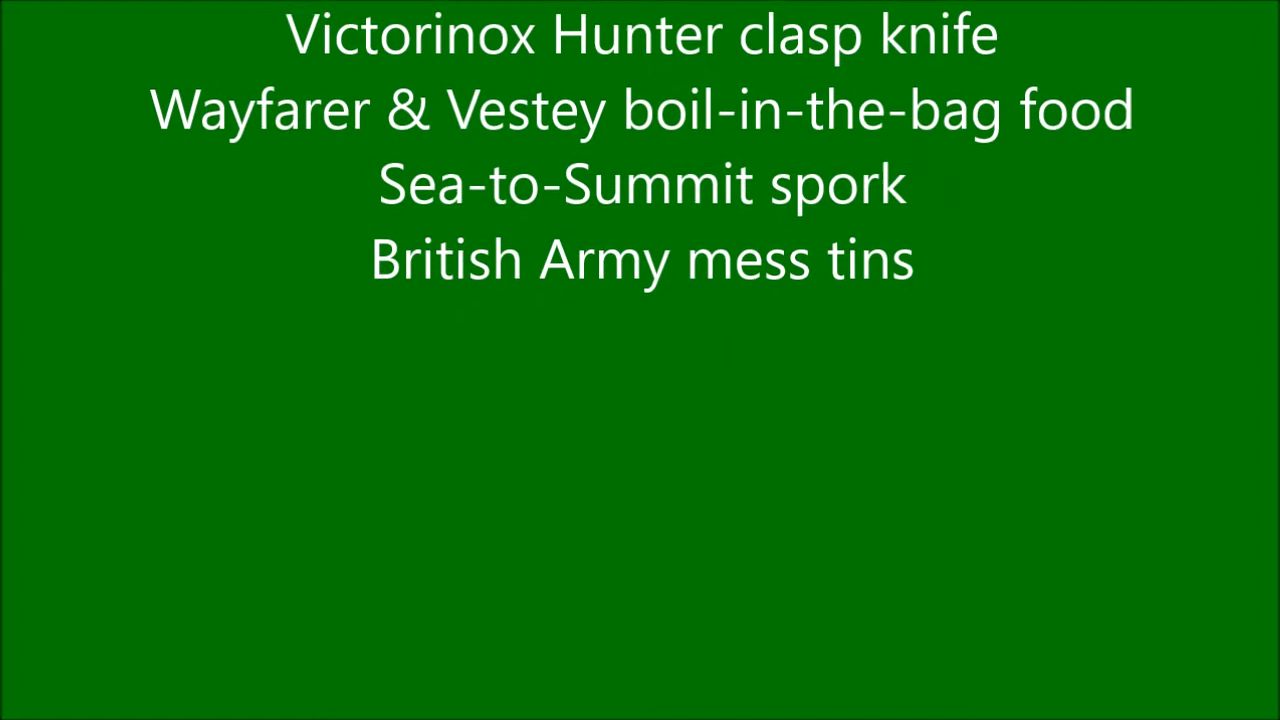 Victorinox Hunter clasp knife
Wayfarer & Vestey boil-in-the-bag food
Sea-to-Summit spork
British Army mess tins